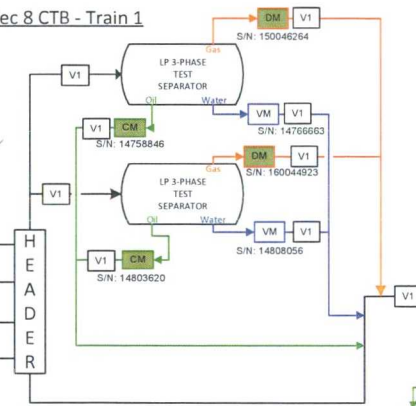 ec 8 CTB - Train 1
DM
V1
Gas
S/N: 150046264
V1
LP 3-PHASE
TEST
SEPARATOR
Oil
Water
VM
V1
S/N: 14766663
V1
CM
S/N: 14758846
DM
V1
Gas
S/N: 160044923
V1
LP 3-PHASE
TEST
SEPARATOR
Oil
Water
VM
V1
S/N: 14808056
V1
CM
S/N: 14803620
H
E
A
D
E
R
V1